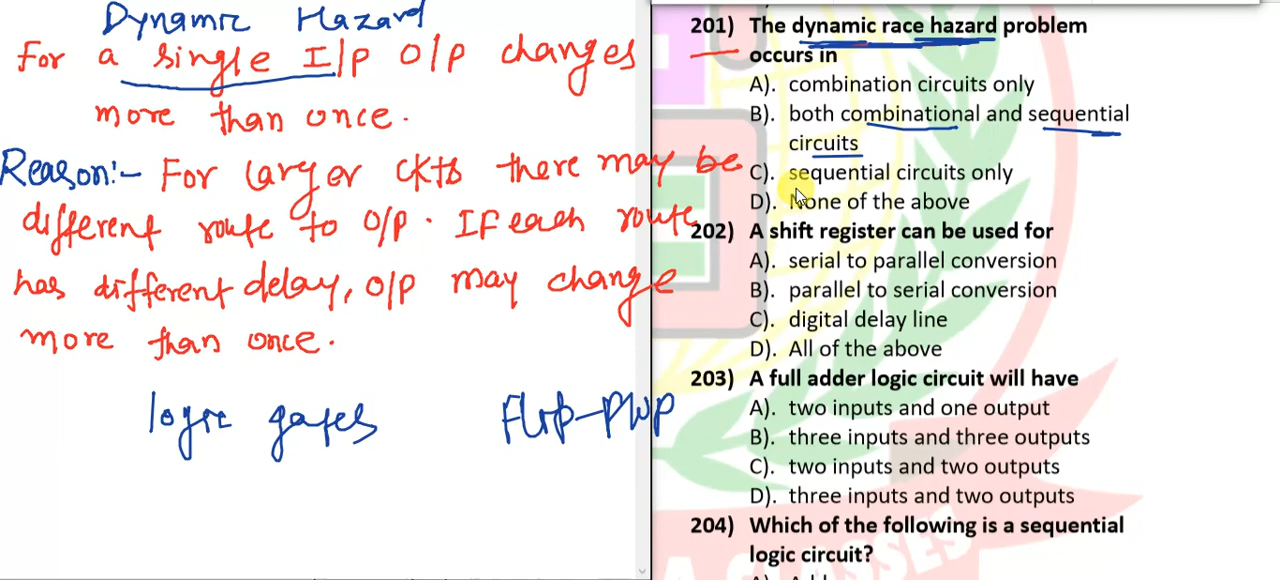 Dynamic Hazard
For a single I/P O/P changes
more than once.
Reason:- For larger ckts there may be
different route to O/P. If each route
has different delay, O/P may change
more than once.
logic gates Flip-Flop
201) The dynamic race hazard problem
occurs in
A). combination circuits only
B). both combinational and sequential
circuits
C). sequential circuits only
D). None of the above
202) A shift register can be used for
A). serial to parallel conversion
B). parallel to serial conversion
C). digital delay line
D). All of the above
203) A full adder logic circuit will have
A). two inputs and one output
B). three inputs and three outputs
C). two inputs and two outputs
D). three inputs and two outputs
204) Which of the following is a sequential
logic circuit?